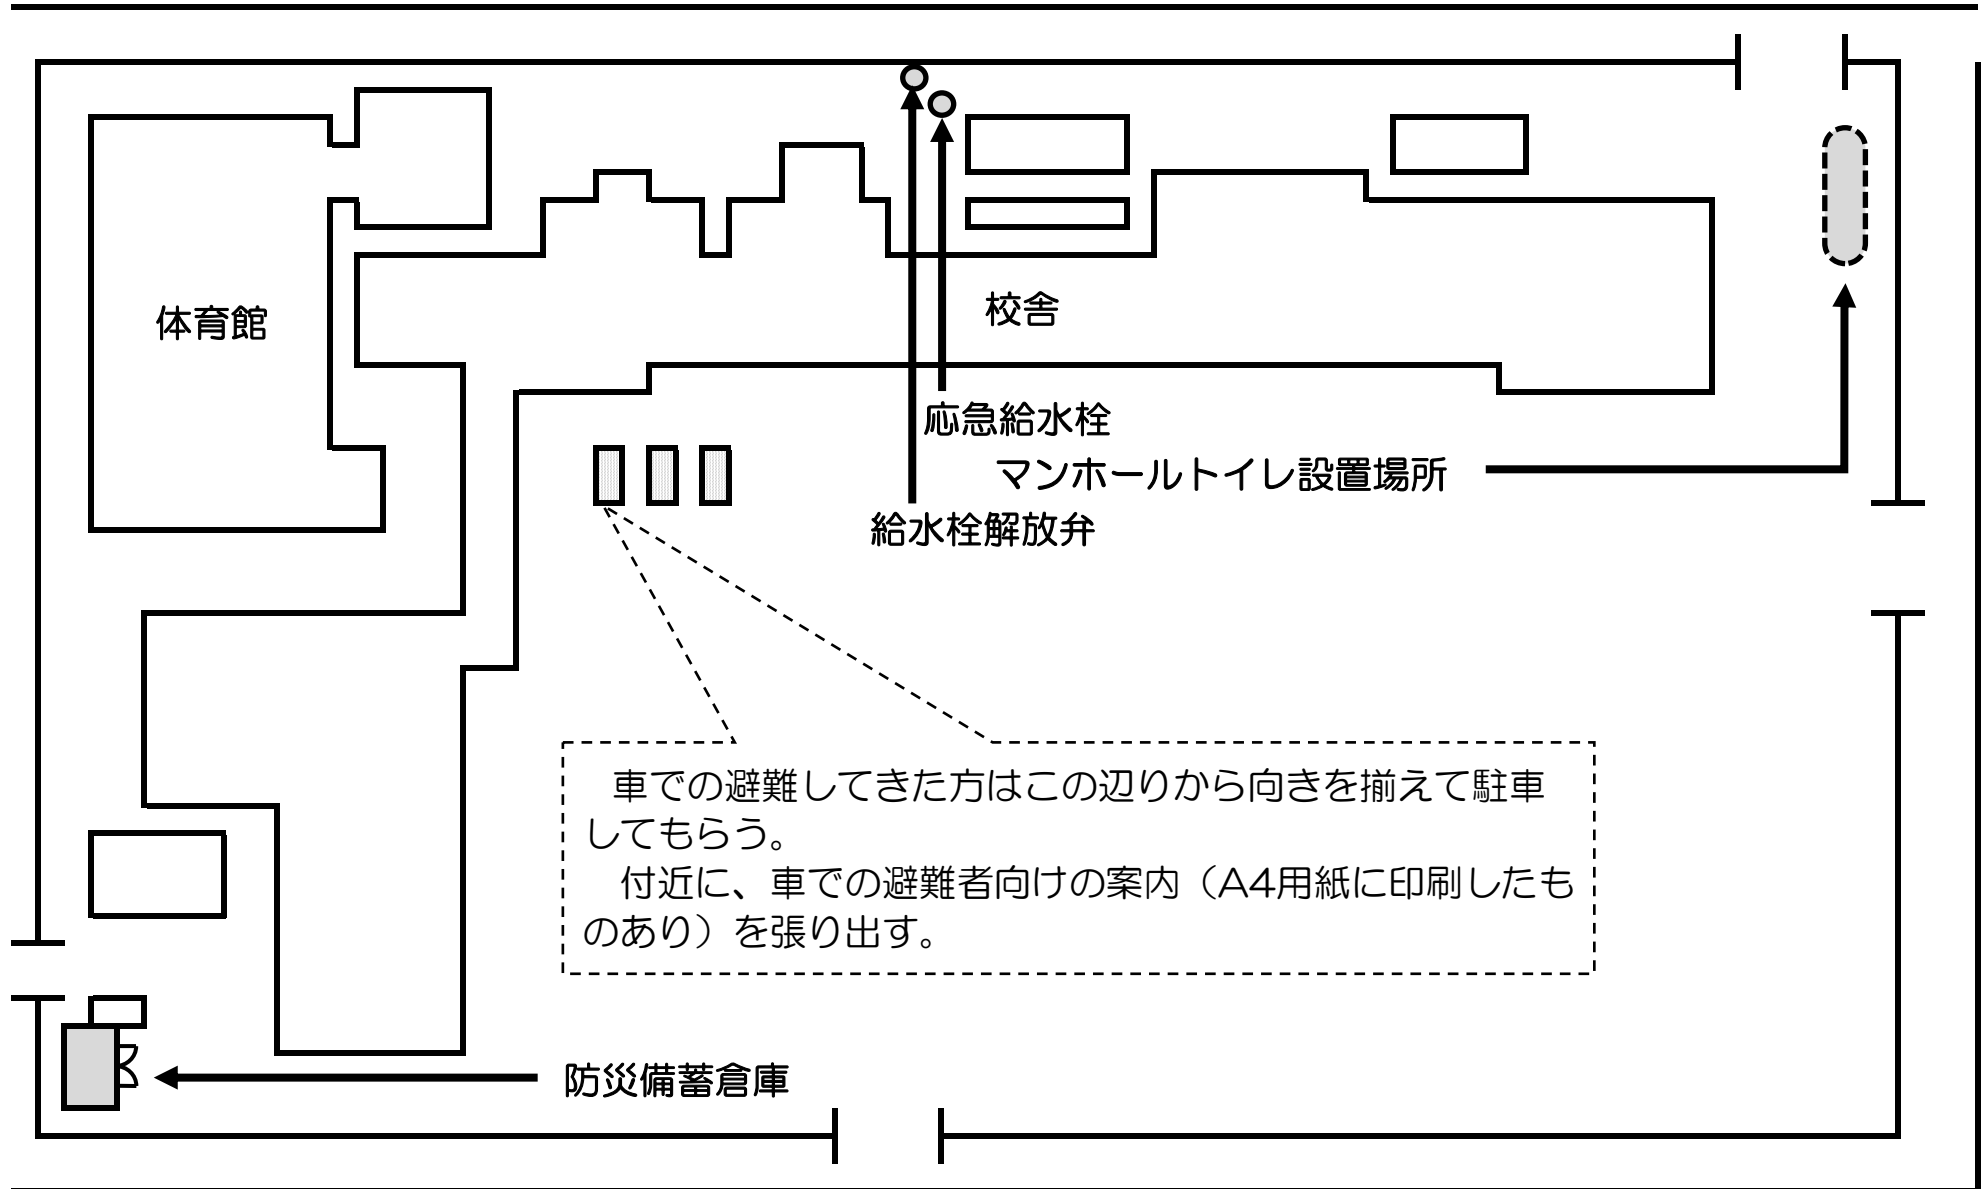 体育館
校舎
応急給水栓
マンホールトイレ設置場所
給水栓解放弁
車での避難してきた方はこの辺りから向きを揃えて駐車
してもらう。
付近に、車での避難者向けの案内（A4用紙に印刷したも
のあり）を張り出す。
防災備蓄倉庫